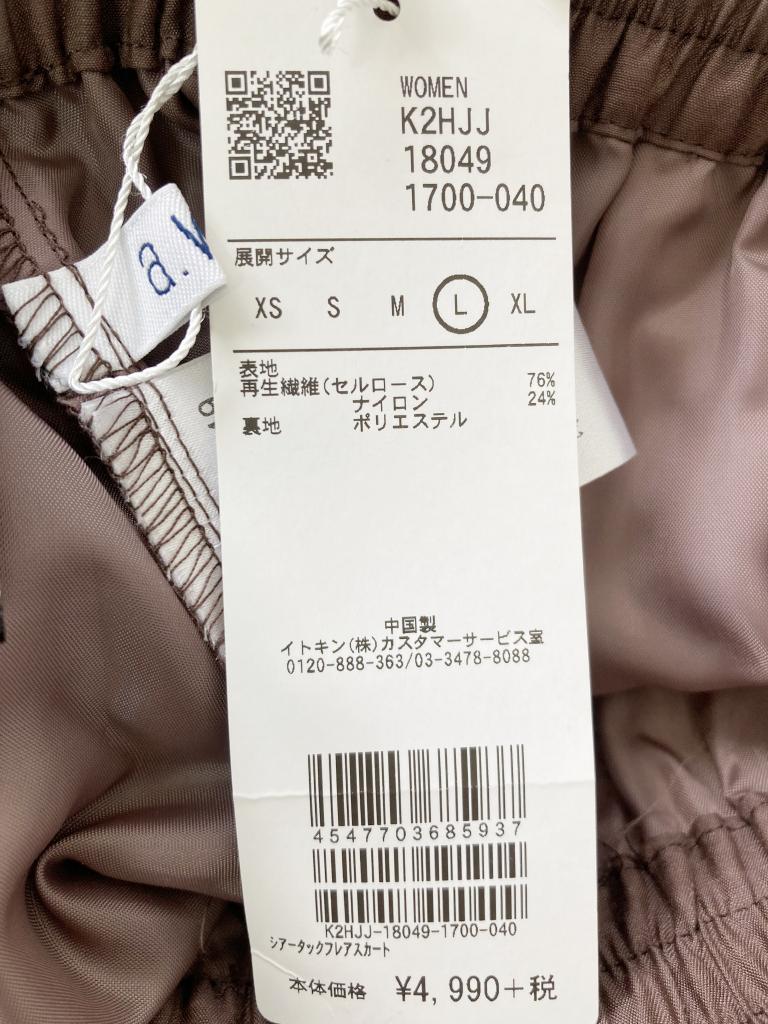 WOMEN
K2HJJ
18049
1700-040
a.v
展開サイズ
XS S M L XL
表地
再生繊維(セルロース) 76%
ナイロン 24%
裏地 ポリエステル
中国製
イトキン(株)カスタマーサービス室
0120-888-363/03-3478-8088
4547703685937
K2HJJ-18049-1700-040
シアータックフレアスカート
本体価格 ¥4,990+税